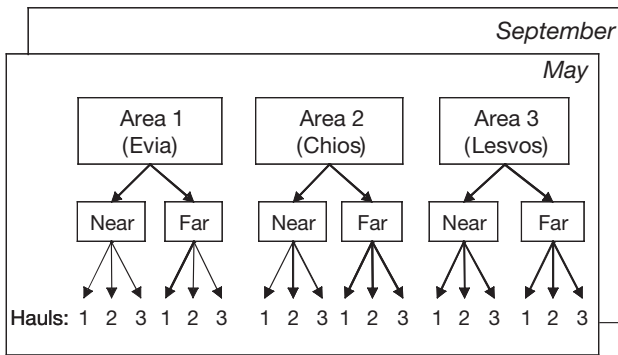 September
May
Area 1 Area 2 Area 3
(Evia) (Chios) (Lesvos)
Near Far Near Far Near Far
Hauls: 1 2 3 1 2 3 1 2 3 1 2 3 1 2 3 1 2 3